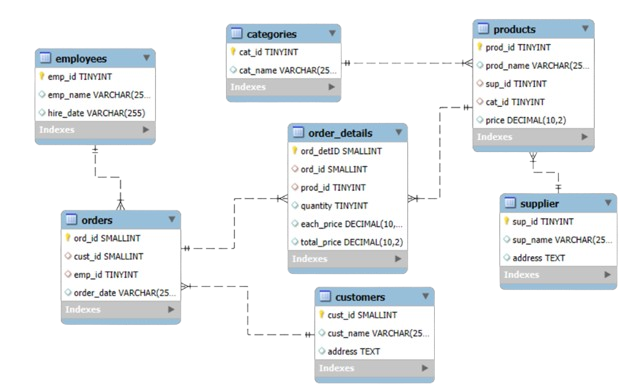 employees
emp_id TINYINT
emp_name VARCHAR(25...
hire_date VARCHAR(255)
Indexes
categories
cat_id TINYINT
cat_name VARCHAR(25...
Indexes
products
prod_id TINYINT
prod_name VARCHAR(25...
sup_id TINYINT
cat_id TINYINT
price DECIMAL(10,2)
Indexes
order_details
ord_detID SMALLINT
ord_id SMALLINT
prod_id TINYINT
quantity TINYINT
each_price DECIMAL(10,...
total_price DECIMAL(10,2)
Indexes
orders
ord_id SMALLINT
cust_id SMALLINT
emp_id TINYINT
order_date VARCHAR(25...
Indexes
supplier
sup_id TINYINT
sup_name VARCHAR(25...
address TEXT
Indexes
customers
cust_id SMALLINT
cust_name VARCHAR(25...
address TEXT
Indexes